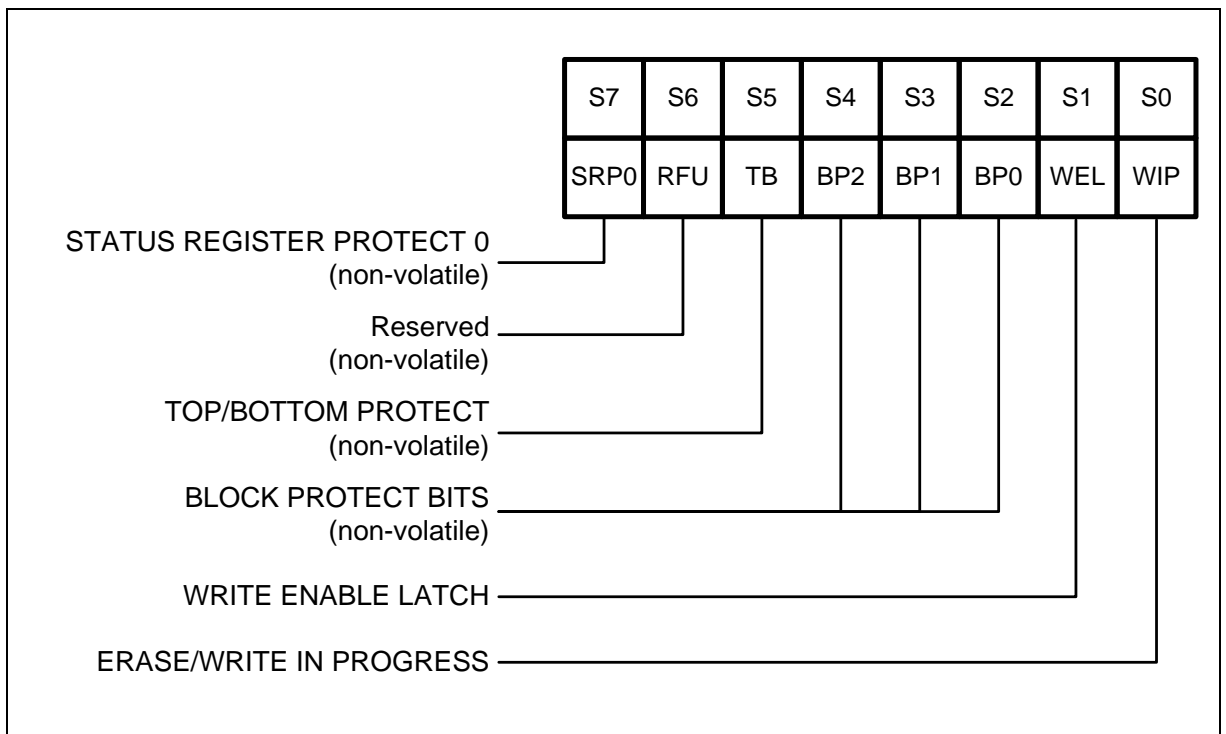 S7 S6 S5 S4 S3 S2 S1 S0
SRP0 RFU TB BP2 BP1 BP0 WEL WIP
STATUS REGISTER PROTECT 0
(non-volatile)
Reserved
(non-volatile)
TOP/BOTTOM PROTECT
(non-volatile)
BLOCK PROTECT BITS
(non-volatile)
WRITE ENABLE LATCH
ERASE/WRITE IN PROGRESS